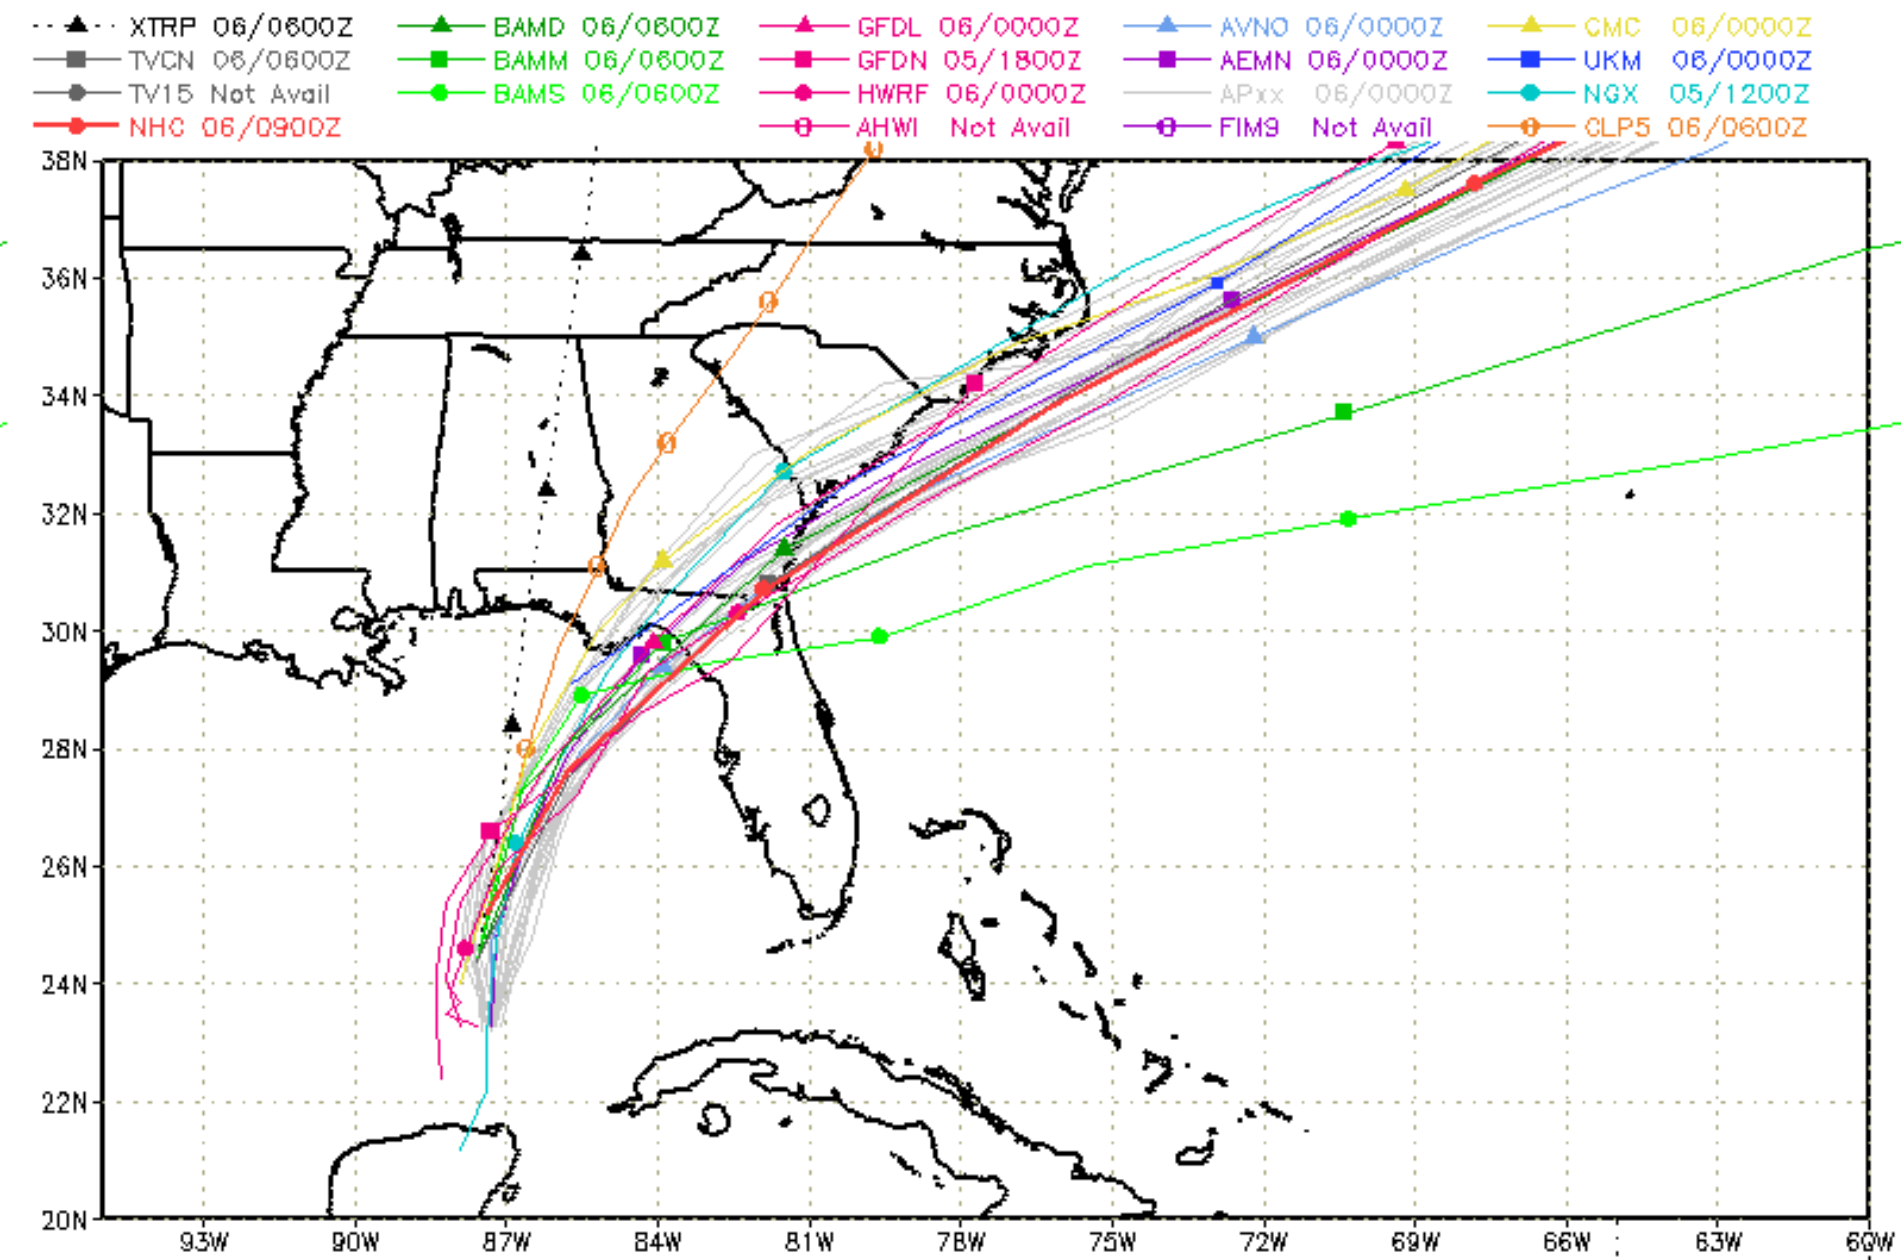 XTRP 06/0600Z BAMD 06/0600Z GFDL 06/0000Z AVNO 06/0000Z CMC 06/0000Z
TVCN 06/0600Z BAMM 06/0600Z GFDN 05/1800Z AEMN 06/0000Z UKM 06/0000Z
TV15 Not Avail BAMS 06/0600Z HWRF 06/0000Z APxx 06/0000Z NGX 05/1200Z
NHC 06/0900Z AHWI Not Avail FIM9 Not Avail CLP5 06/0600Z
38N
36N
34N
32N
30N
28N
26N
24N
22N
20N
93W 90W 87W 84W 81W 78W 75W 72W 69W 66W 63W 60W